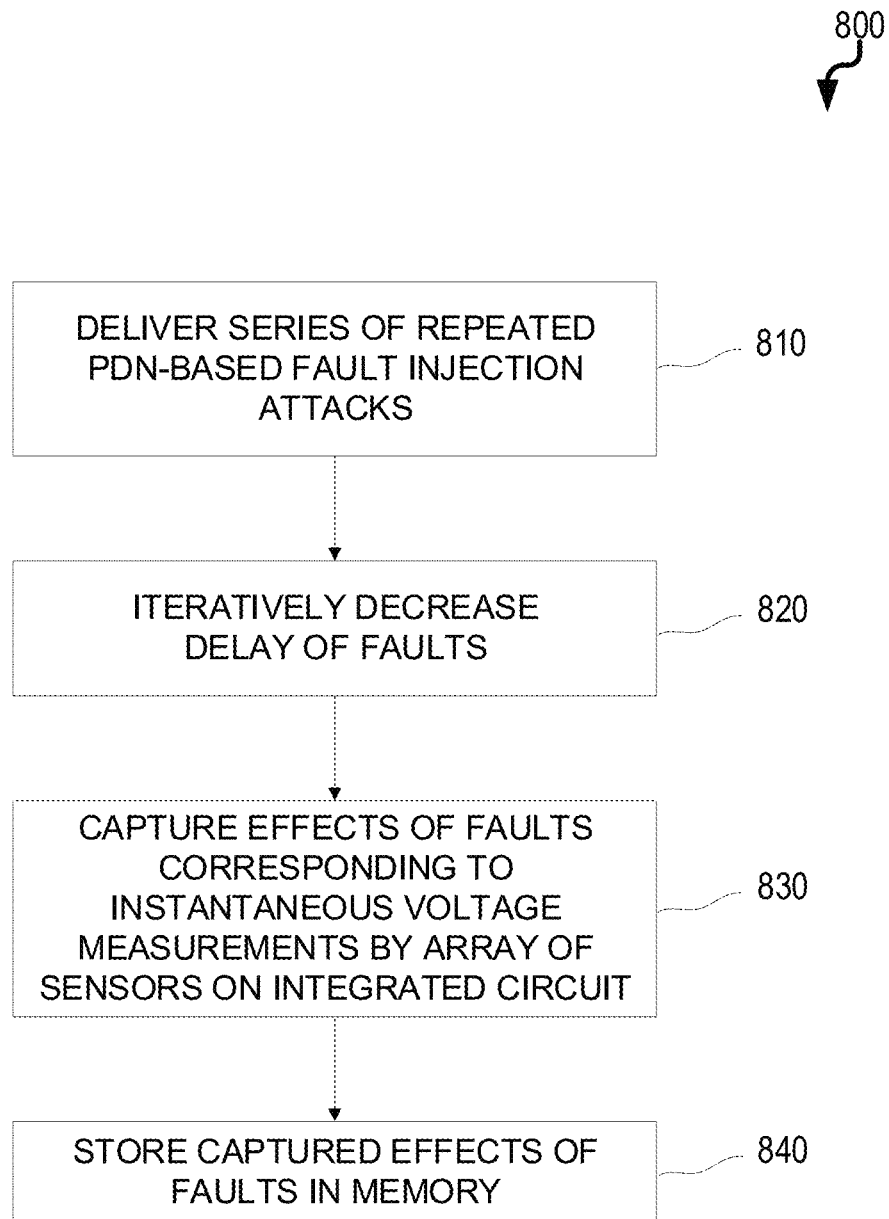 800
DELIVER SERIES OF REPEATED
PDN-BASED FAULT INJECTION
ATTACKS
810
ITERATIVELY DECREASE
DELAY OF FAULTS
820
CAPTURE EFFECTS OF FAULTS
CORRESPONDING TO
INSTANTANEOUS VOLTAGE
MEASUREMENTS BY ARRAY OF
SENSORS ON INTEGRATED CIRCUIT
830
STORE CAPTURED EFFECTS OF
FAULTS IN MEMORY
840